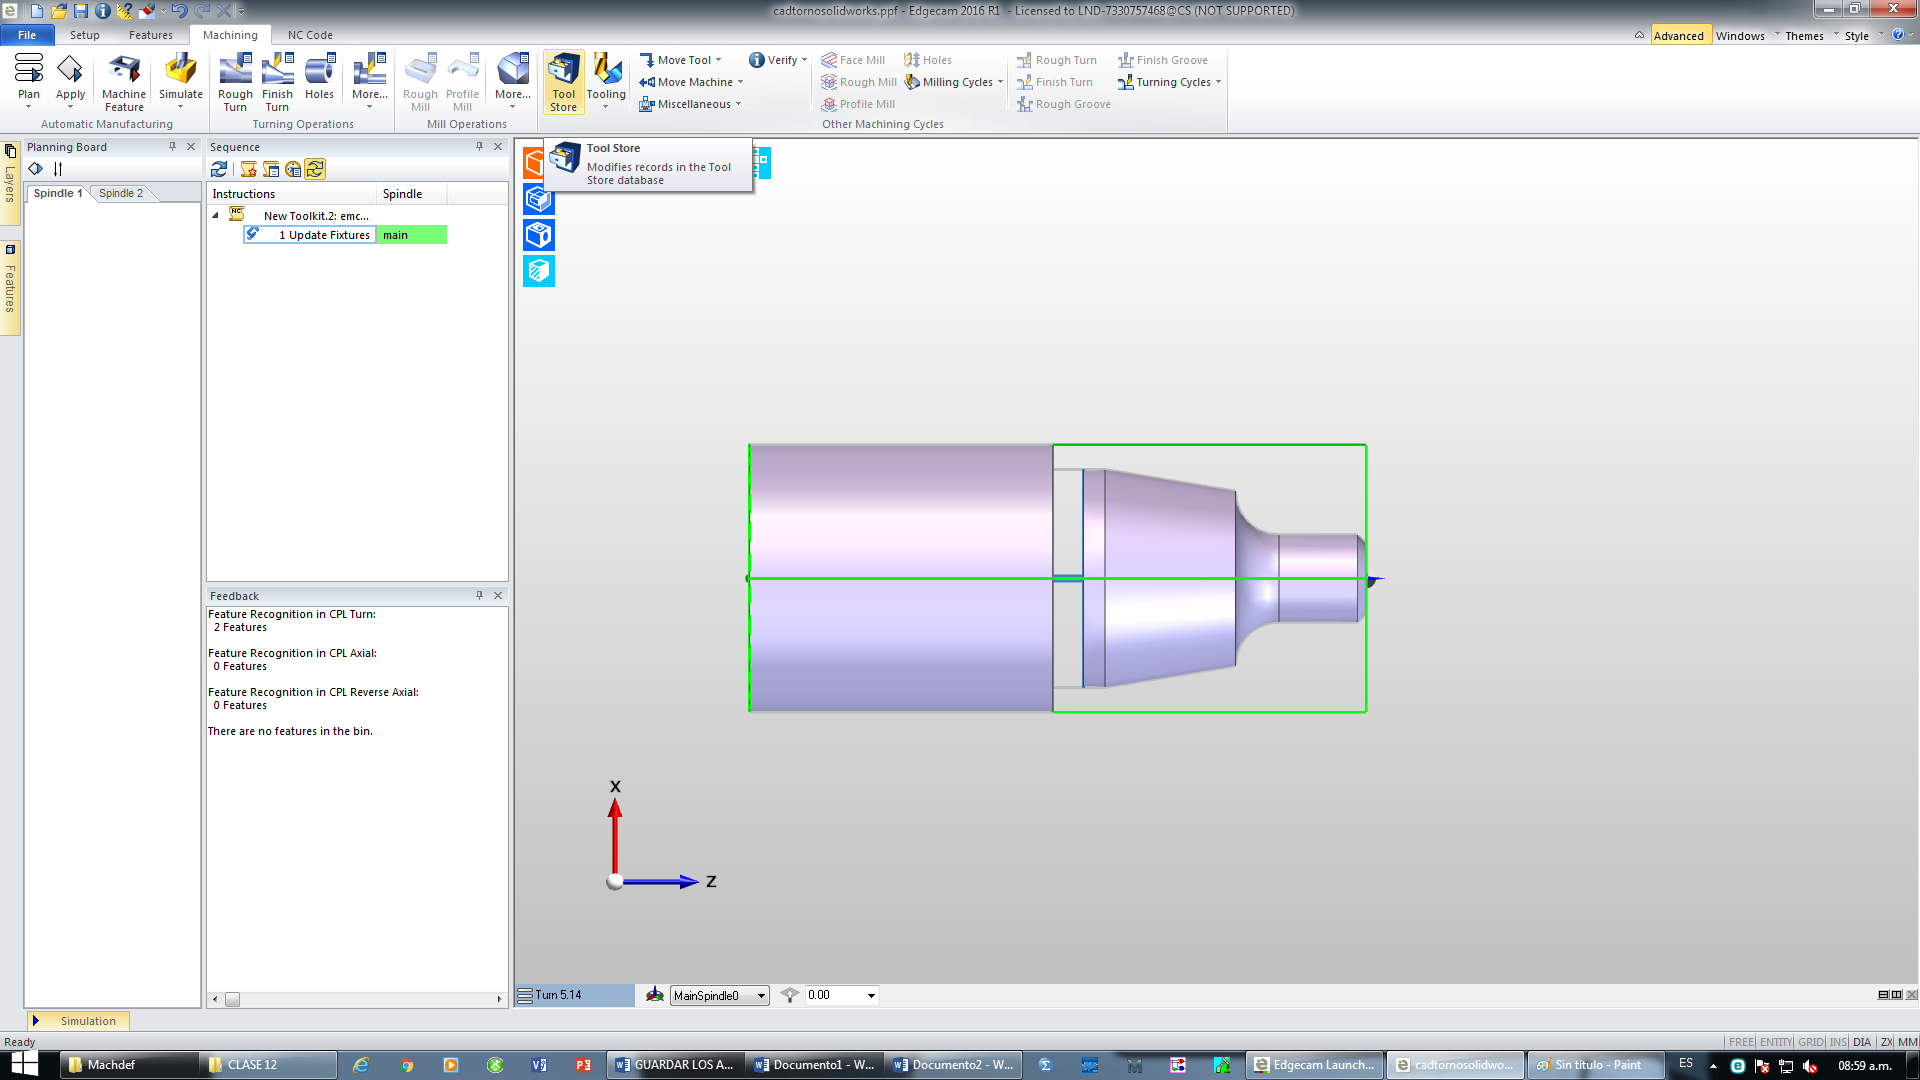 cadtornosolidworks.ppf - Edgecam 2016 R1 - Licensed to LND-7330757468@CS (NOT SUPPORTED)
File Setup Features Machining NC Code
Advanced Windows Themes Style
Plan Apply Machine Feature Simulate
Automatic Manufacturing
Rough Turn Finish Turn Holes More...
Turning Operations
Rough Mill Profile Mill More...
Mill Operations
Tool Store Tooling
Move Tool
Move Machine
Miscellaneous
Verify
Face Mill Holes
Rough Mill Milling Cycles
Profile Mill
Rough Turn Finish Groove
Finish Turn Turning Cycles
Rough Groove
Other Machining Cycles
Layers
Features
Planning Board
Spindle 1 Spindle 2
Sequence
Instructions Spindle
NC New Toolkit.2: emc...
1 Update Fixtures main
Tool Store
Modifies records in the Tool
Store database
Feedback
Feature Recognition in CPL Turn:
2 Features
Feature Recognition in CPL Axial:
0 Features
Feature Recognition in CPL Reverse Axial:
0 Features
There are no features in the bin.
X
Z
Turn 5.14 MainSpindle0 0.00
Simulation
Ready
FREE ENTITY GRID INS DIA ZX MM
Machdef CLASE 12 GUARDAR LOS A... Documento1 - W... Documento2 - W... Edgecam Launch... cadtornosolidwo... Sin título - Paint ES 08:59 a.m.